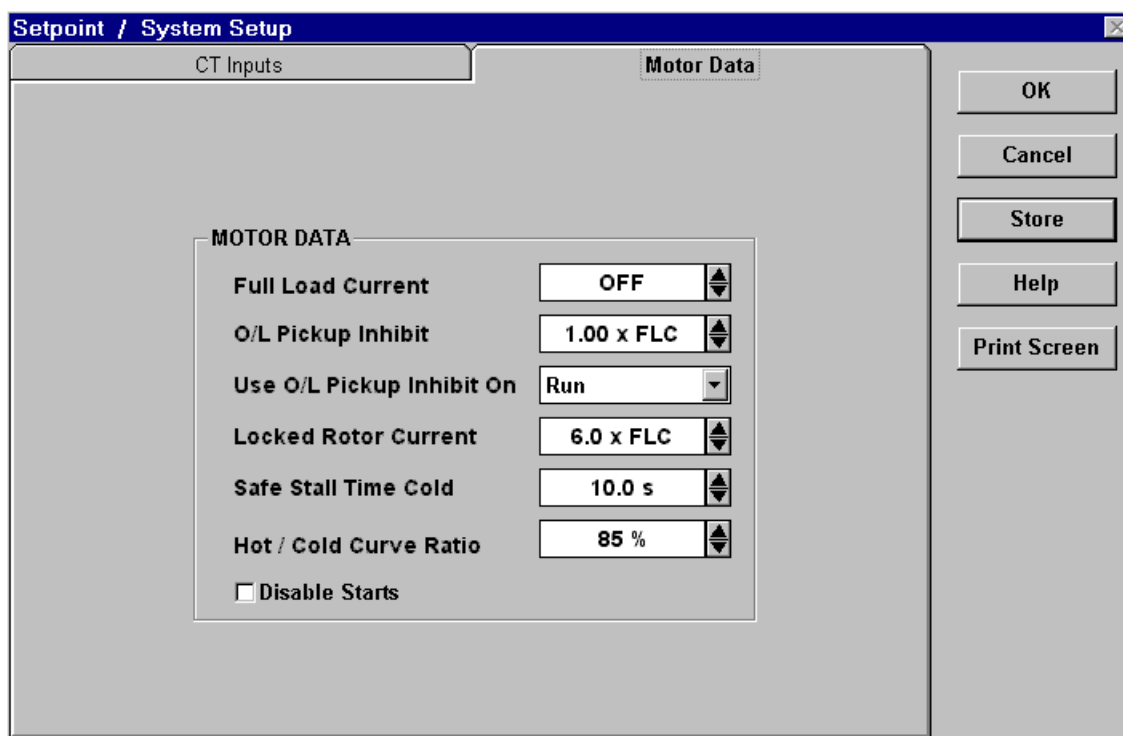 Setpoint / System Setup
CT Inputs
Motor Data
OK
Cancel
Store
Help
Print Screen
MOTOR DATA
Full Load Current OFF
O/L Pickup Inhibit 1.00 x FLC
Use O/L Pickup Inhibit On Run
Locked Rotor Current 6.0 x FLC
Safe Stall Time Cold 10.0 s
Hot / Cold Curve Ratio 85 %
Disable Starts